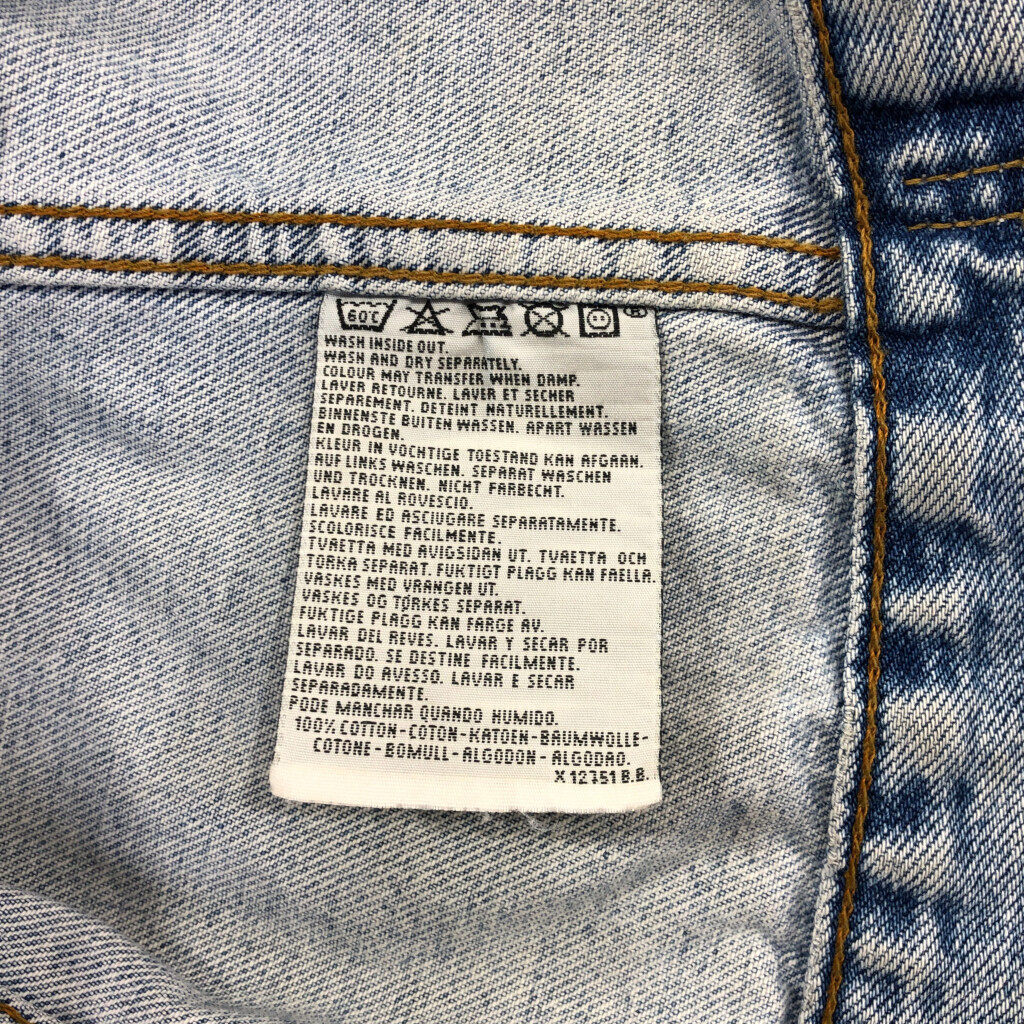 60C ®
WASH INSIDE OUT.
WASH AND DRY SEPARATELY.
COLOUR MAY TRANSFER WHEN DAMP.
LAVER RETOURNE. LAVER ET SECHER
SEPAREMENT. DETEINT NATURELLEMENT.
BINNENSTE BUITEN WASSEN. APART WASSEN
EN DROGEN.
KLEUR IN VOCHTIGE TOESTAND KAN AFGAAN.
AUF LINKS WASCHEN. SEPARAT WASCHEN
UND TROCKNEN. NICHT FARBECHT.
LAVARE AL ROVESCIO.
LAVARE ED ASCIUGARE SEPARATAMENTE.
SCOLORISCE FACILMENTE.
TVAETTA MED AVIGSIDAN UT. TVAETTA OCH
TORKA SEPARAT. FUKTIGT PLAGG KAN FAELLA.
VASKES MED VRANGEN UT.
VASKES OG TØRKES SEPARAT.
FUKTIGE PLAGG KAN FARGE AV.
LAVAR DEL REVES. LAVAR Y SECAR POR
SEPARADO. SE DESTINE FACILMENTE.
LAVAR DO AVESSO. LAVAR E SECAR
SEPARADAMENTE.
PODE MANCHAR QUANDO HUMIDO.
100% COTTON-COTON-KATOEN-BAUMWOLLE-
COTONE-BOMULL-ALGODON-ALGODAO.
X 12751 B.B.